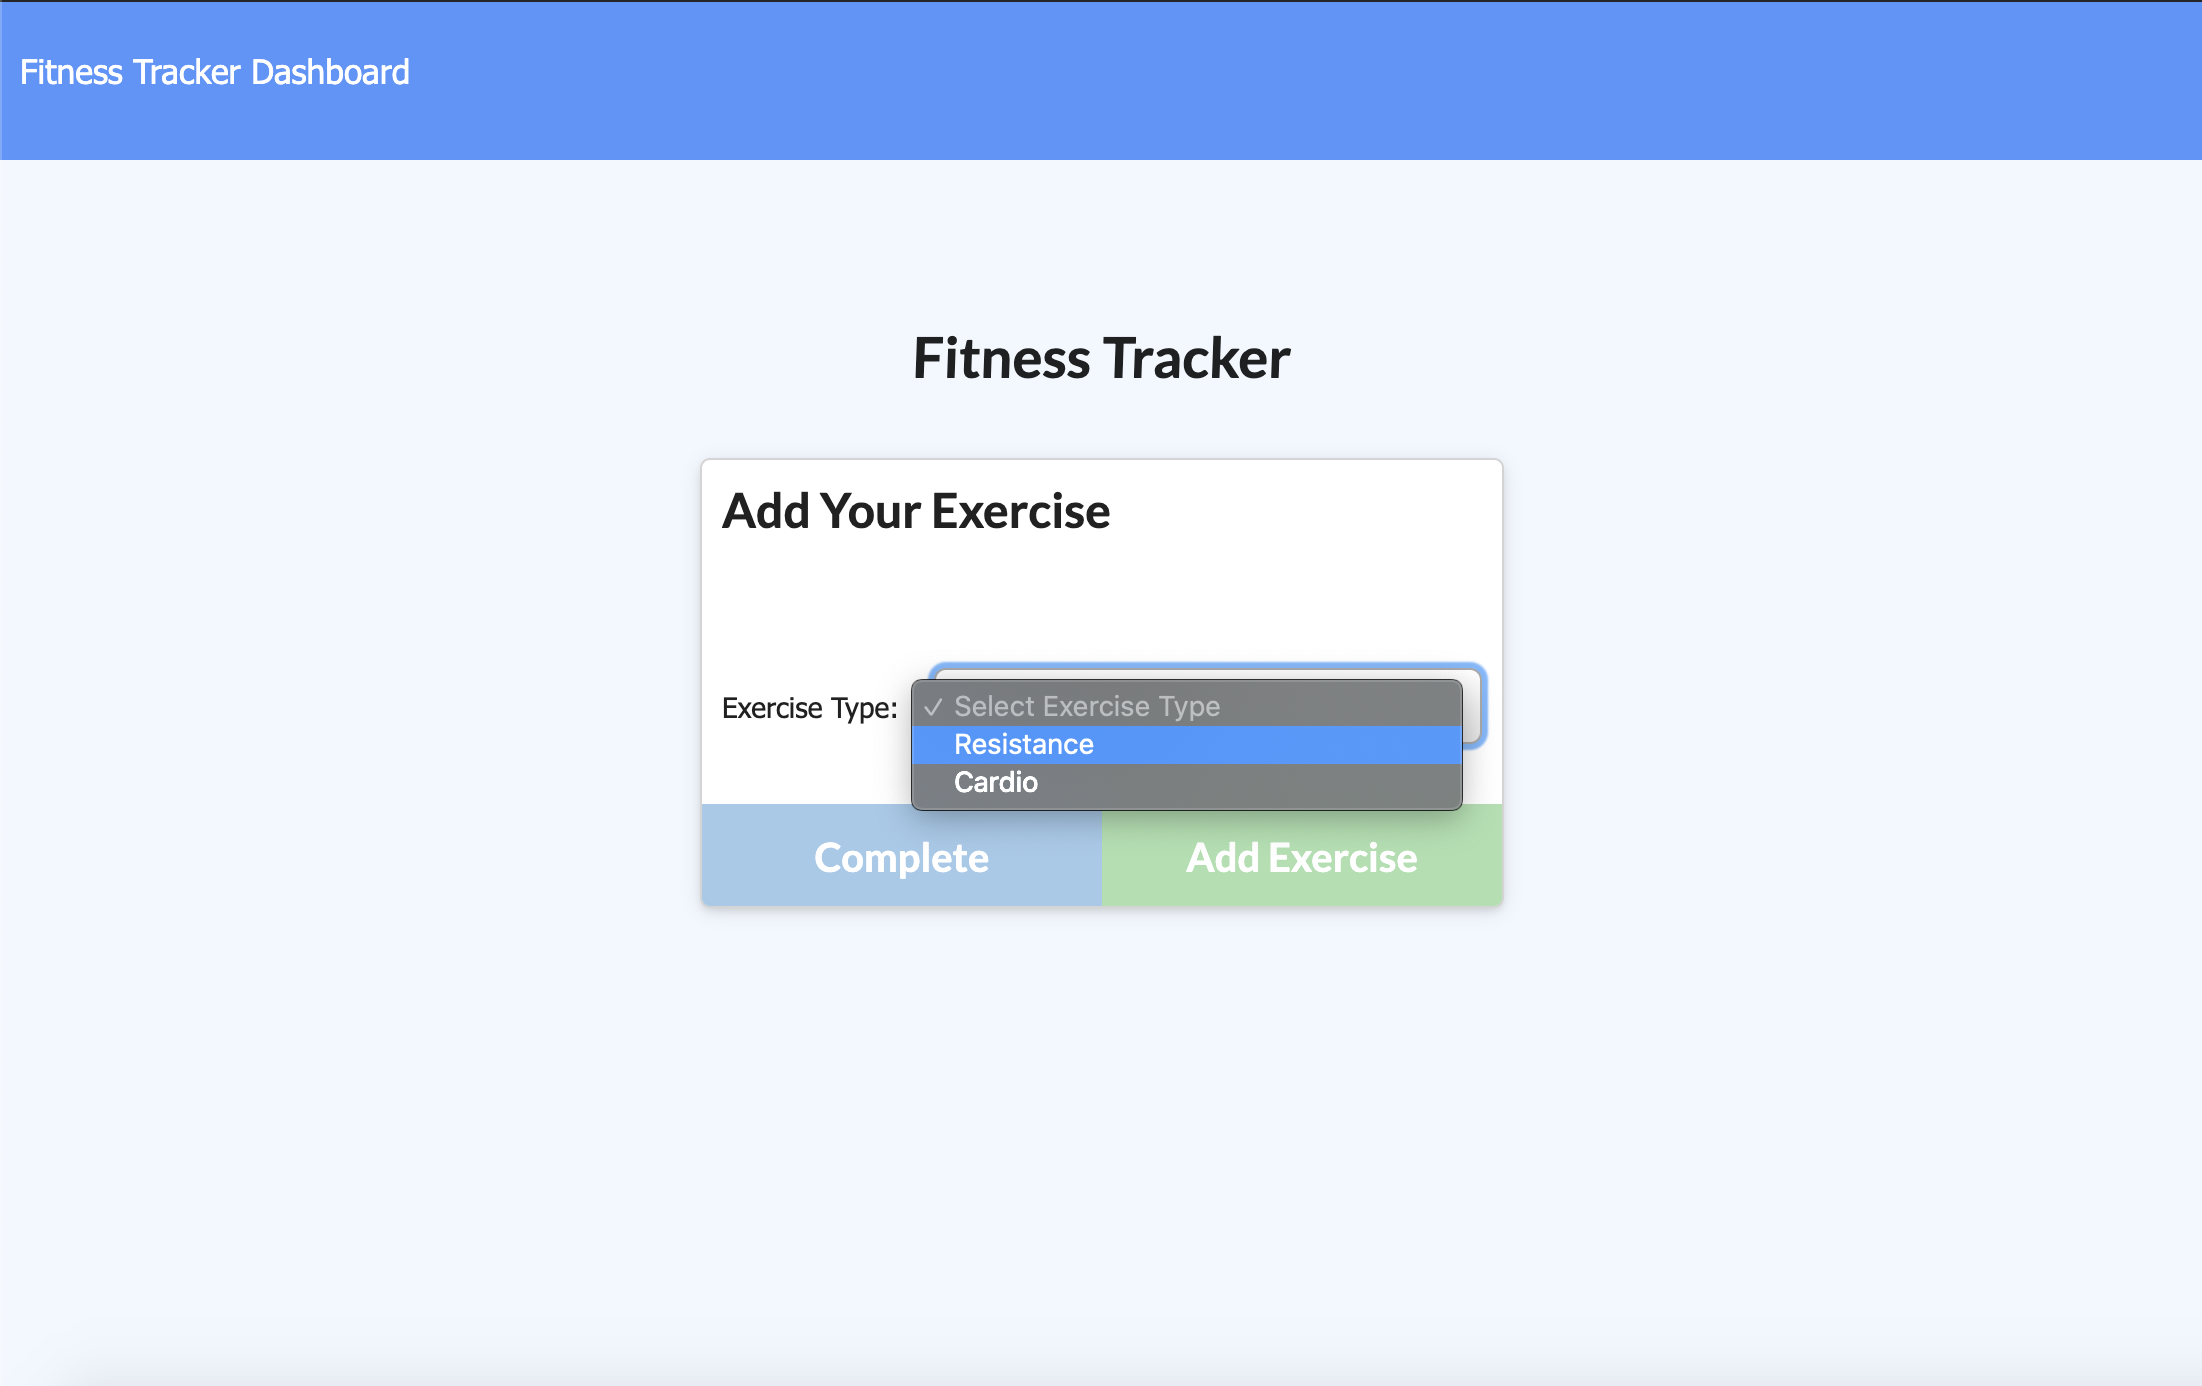 Fitness Tracker Dashboard
Fitness Tracker
Add Your Exercise
Exercise Type: ✓ Select Exercise Type
Resistance
Cardio
Complete Add Exercise